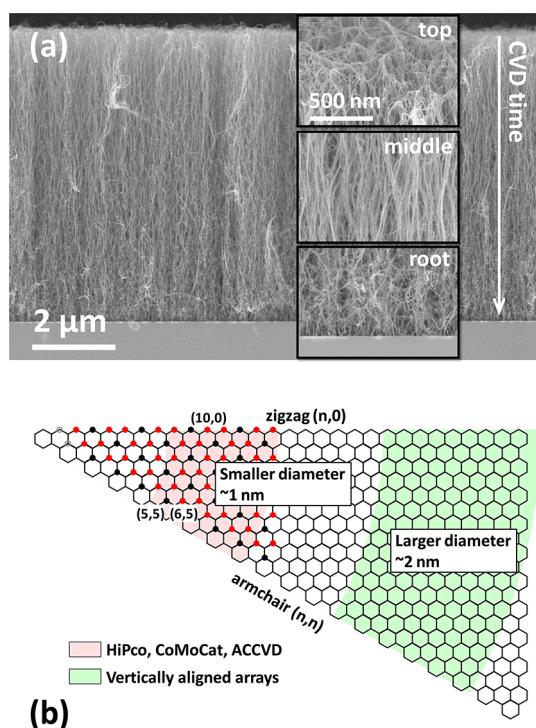 (a)
top
500 nm
CVD time
middle
root
2 μm
(10,0)
zigzag (n,0)
Smaller diameter
~1 nm
(5,5) (6,5)
Larger diameter
~2 nm
armchair (n,n)
HiPco, CoMoCat, ACCVD
Vertically aligned arrays
(b)